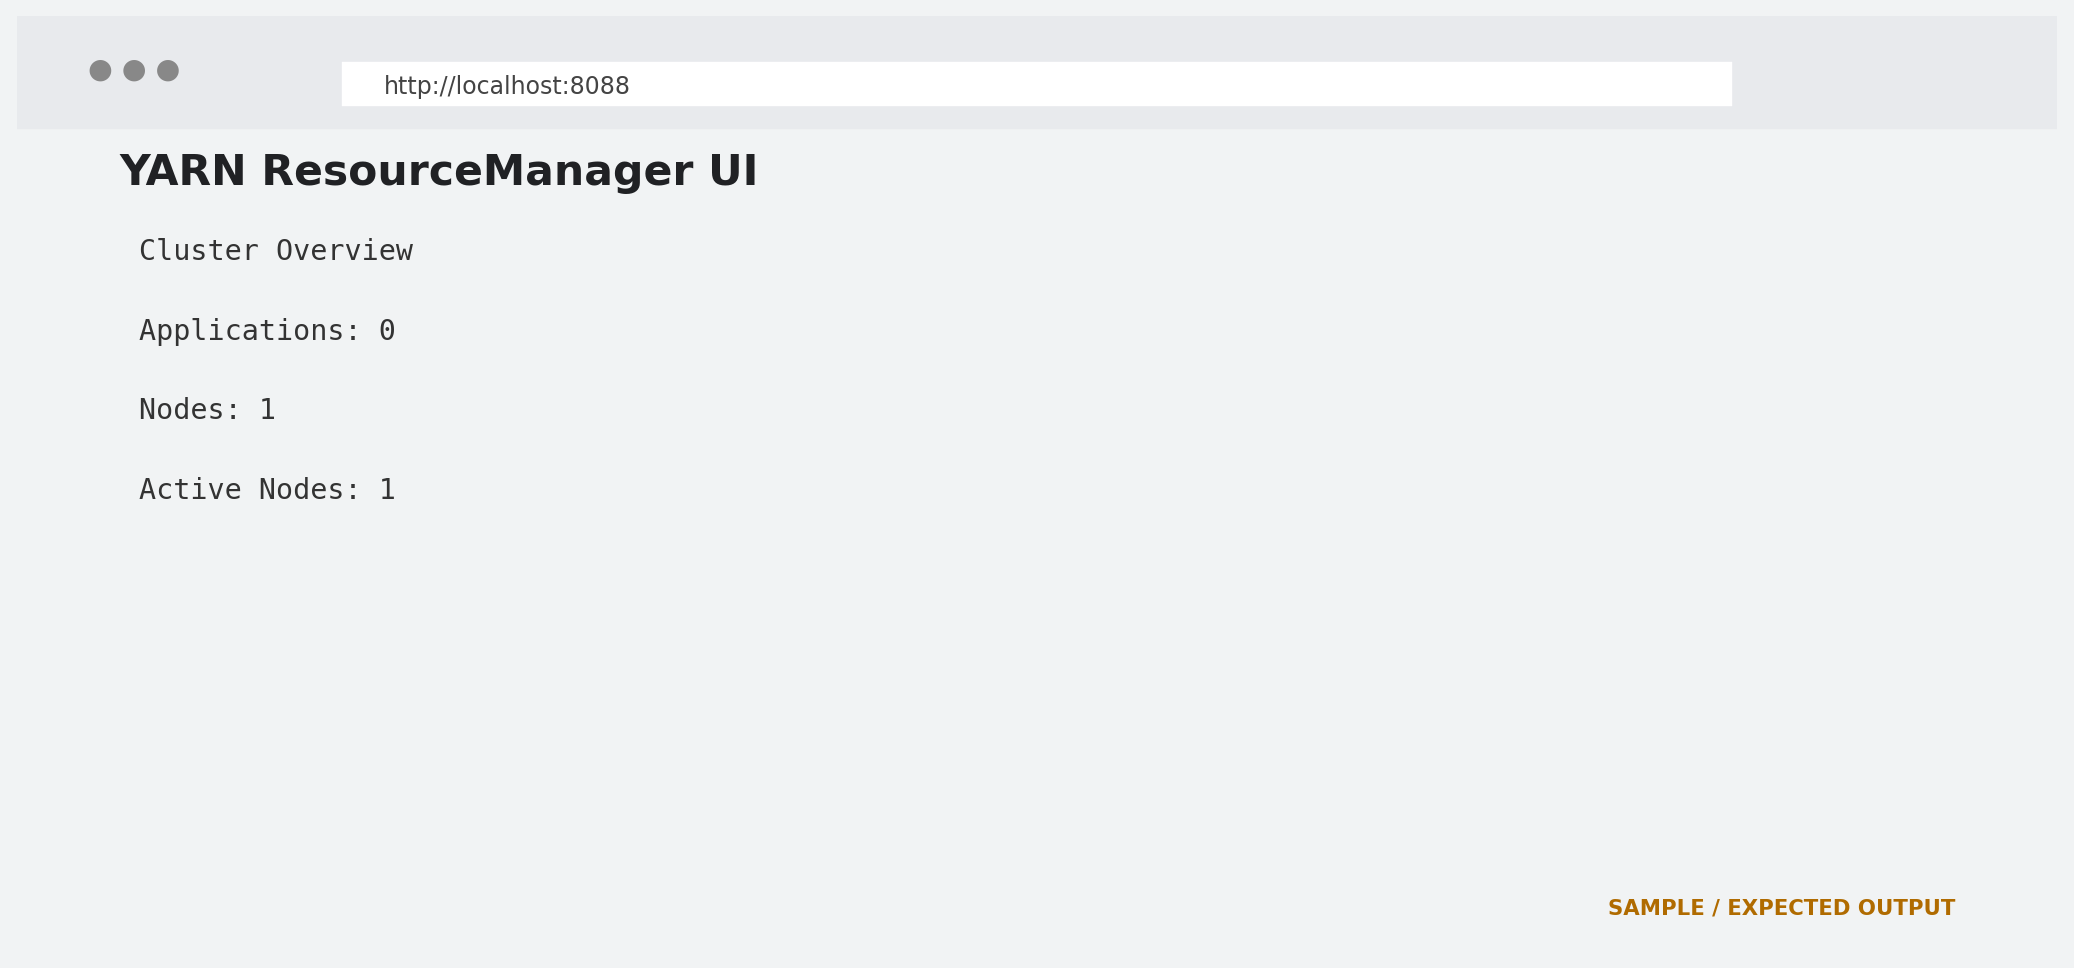 http://localhost:8088
YARN ResourceManager UI
Cluster Overview
Applications: 0
Nodes: 1
Active Nodes: 1
SAMPLE / EXPECTED OUTPUT